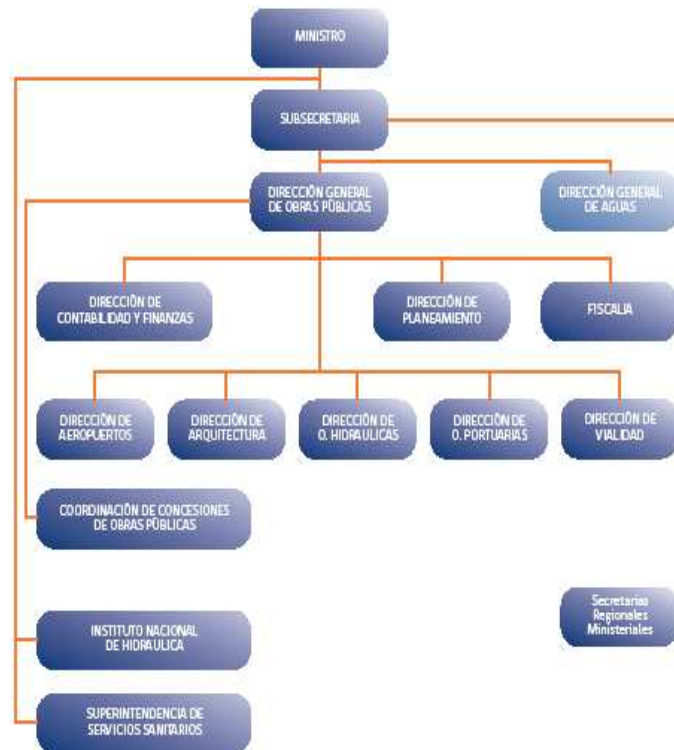 MINISTRO
SUBSECRETARIA
DIRECCIÓN GENERAL
DE OBRAS PÚBLICAS
DIRECCIÓN GENERAL
DE AGUAS
DIRECCIÓN DE
CONTABILIDAD Y FINANZAS
DIRECCIÓN DE
PLANEAMIENTO
FISCALIA
DIRECCIÓN DE
AEROPUERTOS
DIRECCIÓN DE
ARQUITECTURA
DIRECCIÓN DE
O. HIDRAULICAS
DIRECCIÓN DE
O. PORTUARIAS
DIRECCIÓN DE
VIALIDAD
COORDINACIÓN DE CONCESIONES
DE OBRAS PÚBLICAS
INSTITUTO NACIONAL
DE HIDRAULICA
Secretarias
Regionales
Ministeriales
SUPERINTENDENCIA DE
SERVICIOS SANITARIOS